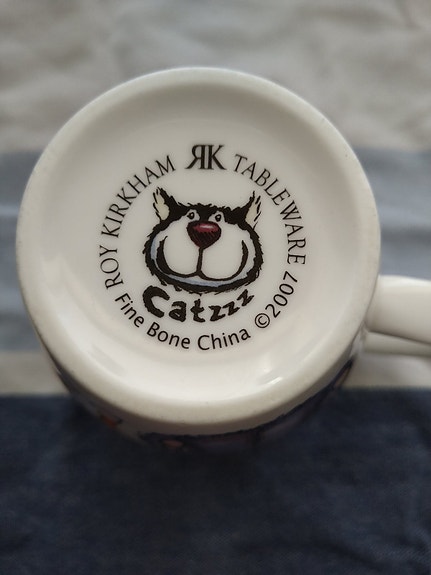 ROY KIRKHAM RK TABLEWARE
Catzzz
Fine Bone China ©2007